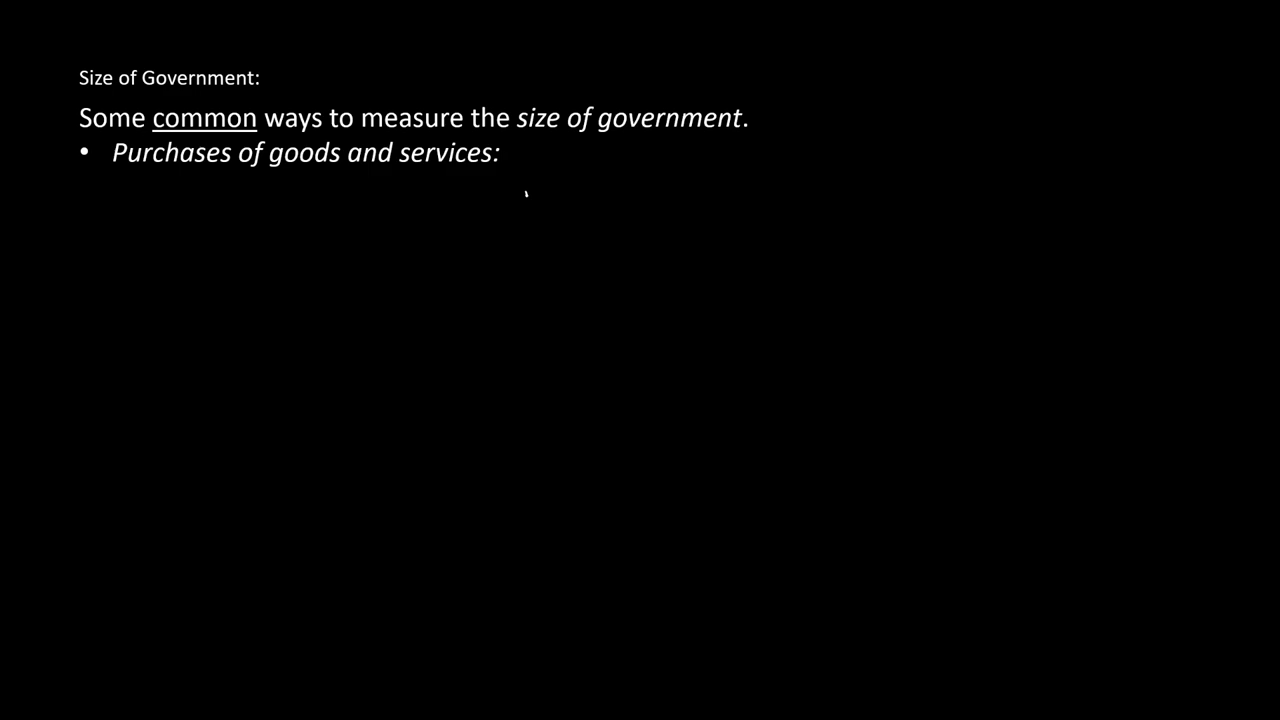 Size of Government:
Some common ways to measure the size of government.
• Purchases of goods and services: